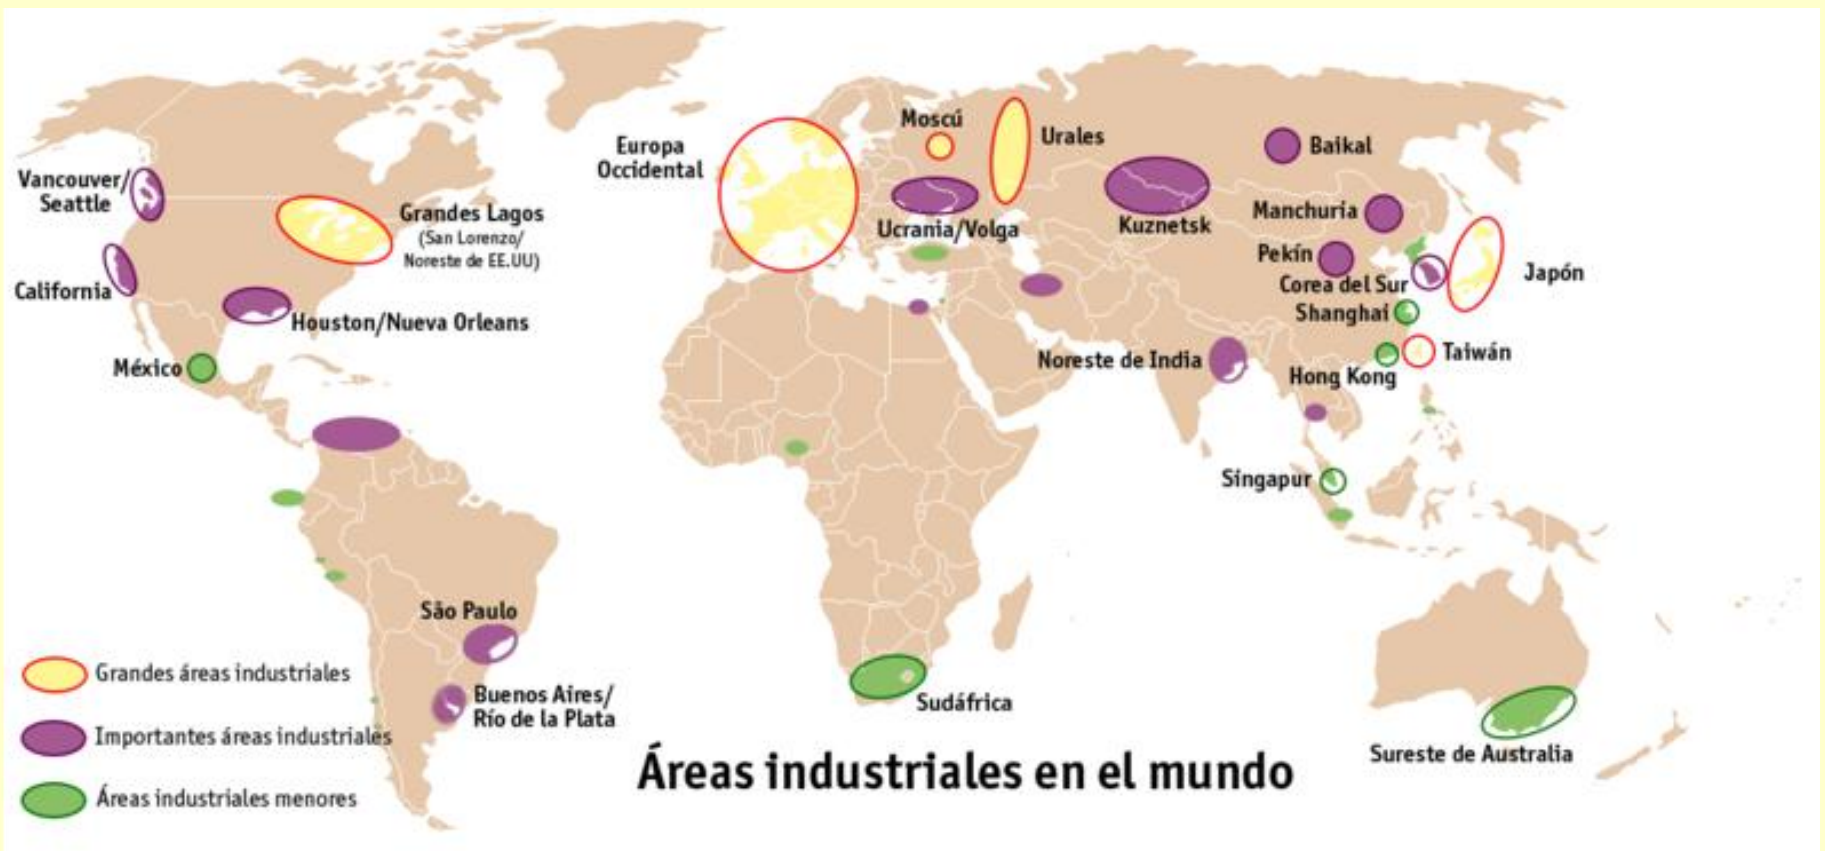 Vancouver/
Seattle
California
México
Grandes Lagos
(San Lorenzo/
Noreste de EE.UU)
Houston/Nueva Orleans
São Paulo
Buenos Aires/
Río de la Plata
Europa
Occidental
Moscú
Urales
Ucrania/Volga
Kuznetsk
Baikal
Manchuria
Pekín
Corea del Sur
Japón
Shanghai
Taiwán
Hong Kong
Noreste de India
Singapur
Sudáfrica
Sureste de Australia
Grandes áreas industriales
Importantes áreas industriales
Áreas industriales menores
Áreas industriales en el mundo